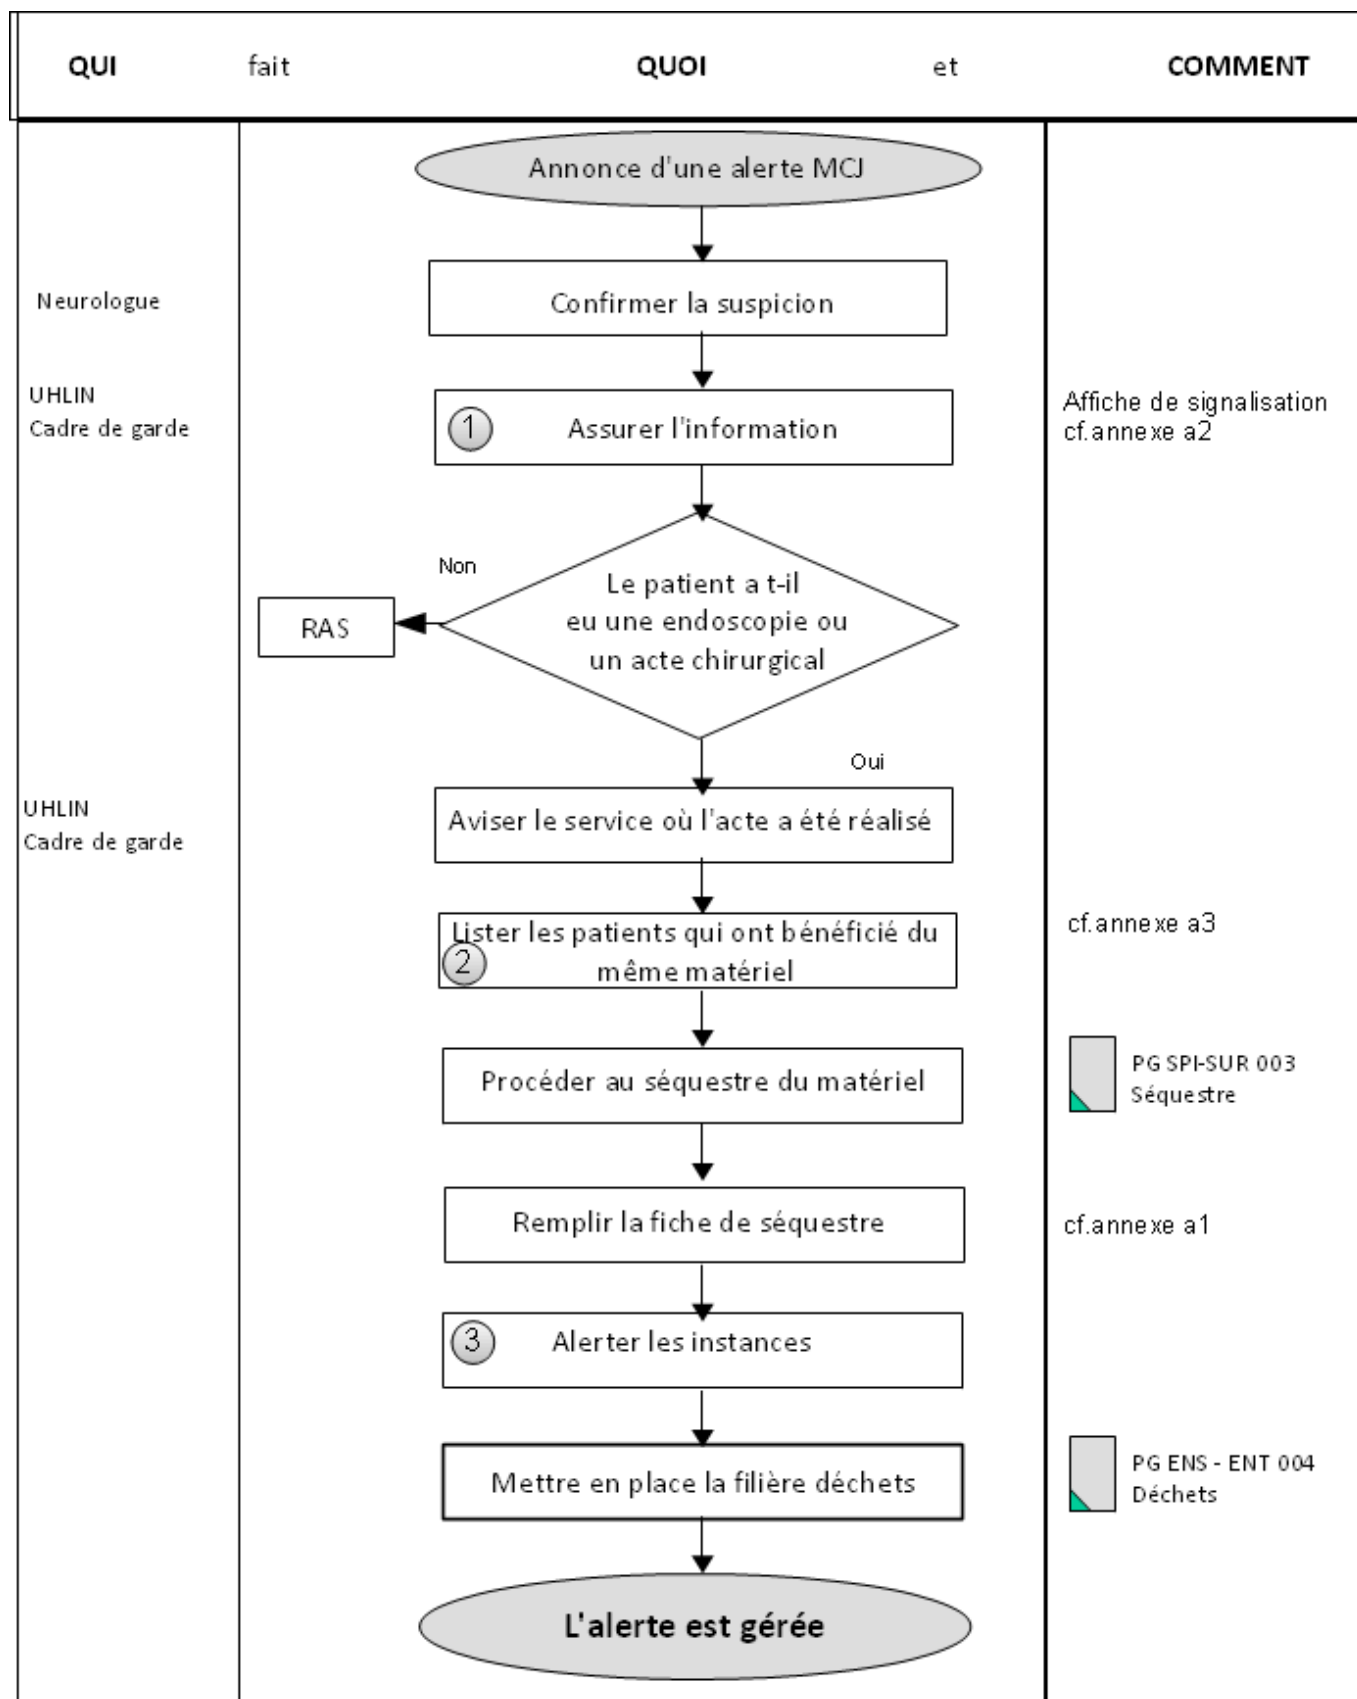 QUI fait QUOI et COMMENT
Annonce d'une alerte MCJ
Neurologue
Confirmer la suspicion
UHLIN
Cadre de garde
1 Assurer l'information
Affiche de signalisation
cf.annexe a2
Non
Le patient a t-il
eu une endoscopie ou
un acte chirurgical
RAS
Oui
UHLIN
Cadre de garde
Aviser le service où l'acte a été réalisé
Lister les patients qui ont bénéficié du
2 même matériel
cf.annexe a3
Procéder au séquestre du matériel
PG SPI-SUR 003
Séquestre
Remplir la fiche de séquestre
cf.annexe a1
3 Alerter les instances
Mettre en place la filière déchets
PG ENS - ENT 004
Déchets
L'alerte est gérée